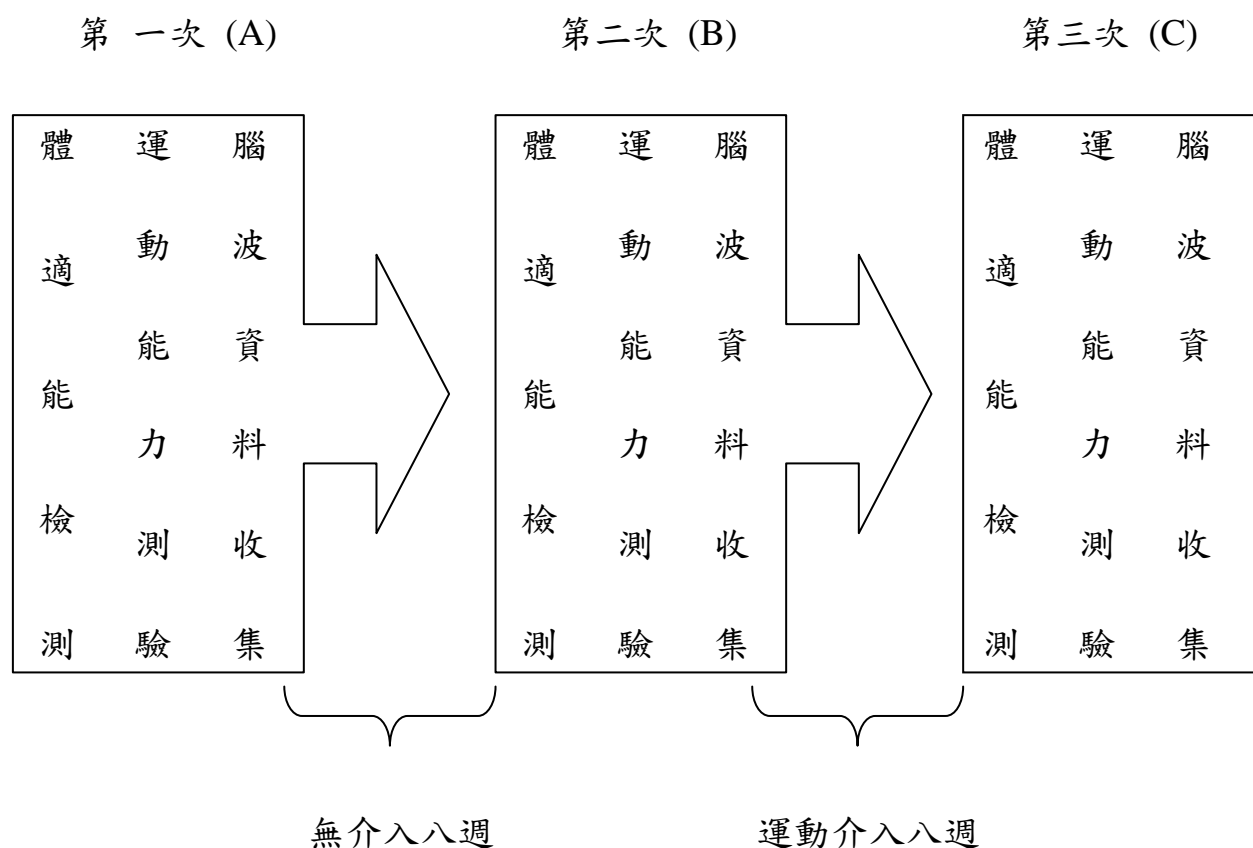 第 一次 (A)
第二次 (B)
第三次 (C)
體適能檢測
運動能力測驗
腦波資料收集
體適能檢測
運動能力測驗
腦波資料收集
體適能檢測
運動能力測驗
腦波資料收集
無介入八週
運動介入八週